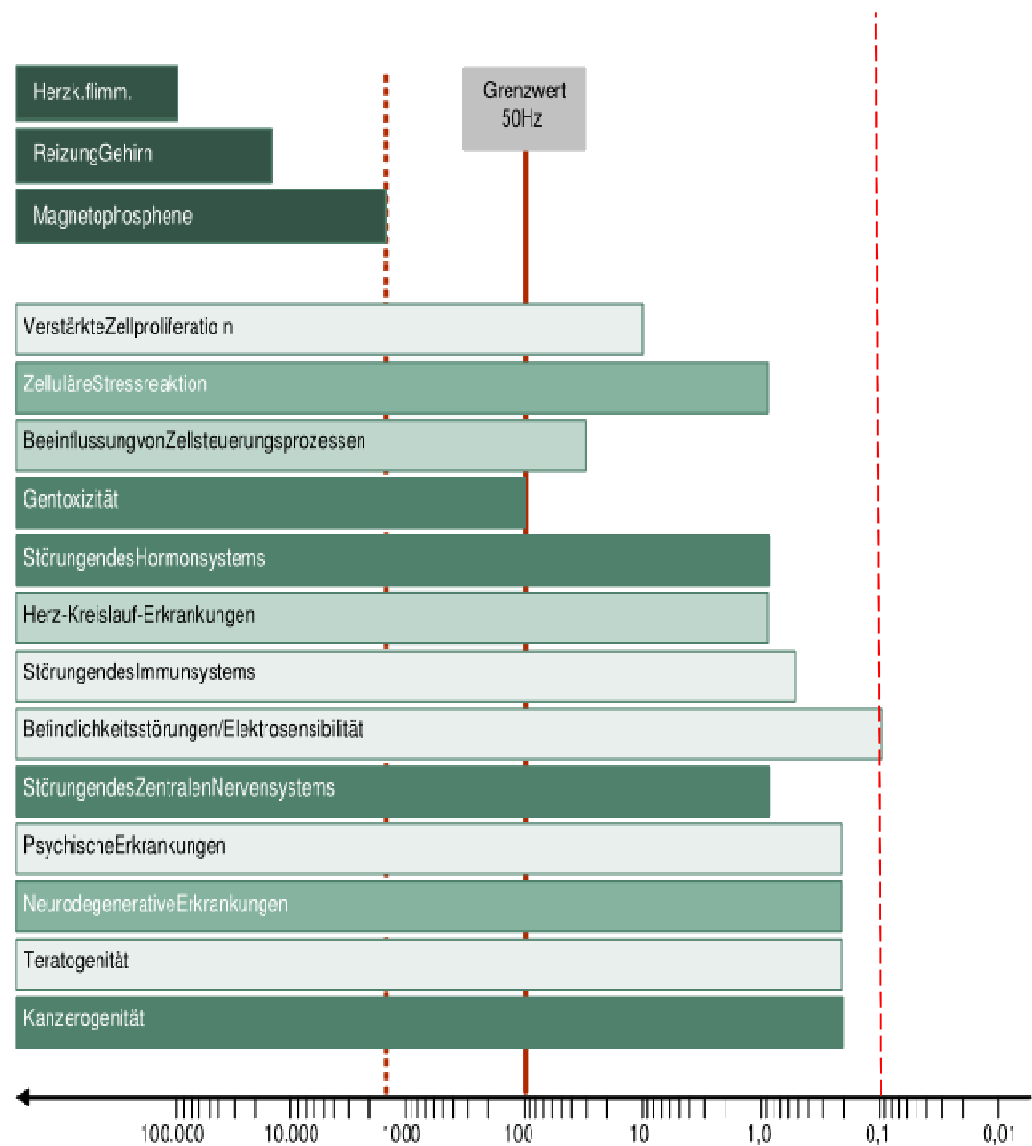 Herzk.flimm.
Grenzwert
50Hz
ReizungGehirn
Magnetophosphene
VerstärkteZellproliferation
ZelluläreStressreaktion
BeeinflussungvonZellsteuerungsprozessen
Gentoxizität
StörungendesHormonsystems
Herz-Kreislauf-Erkrankungen
StörungendesImmunsystems
Befindlichkeitsstörungen/Elektrosensibilität
StörungendesZentralenNervensystems
PsychischeErkrankungen
NeurodegenerativeErkrankungen
Teratogenität
Kanzerogenität
100.000 10.000 1000 100 10 1,0 0,1 0,01